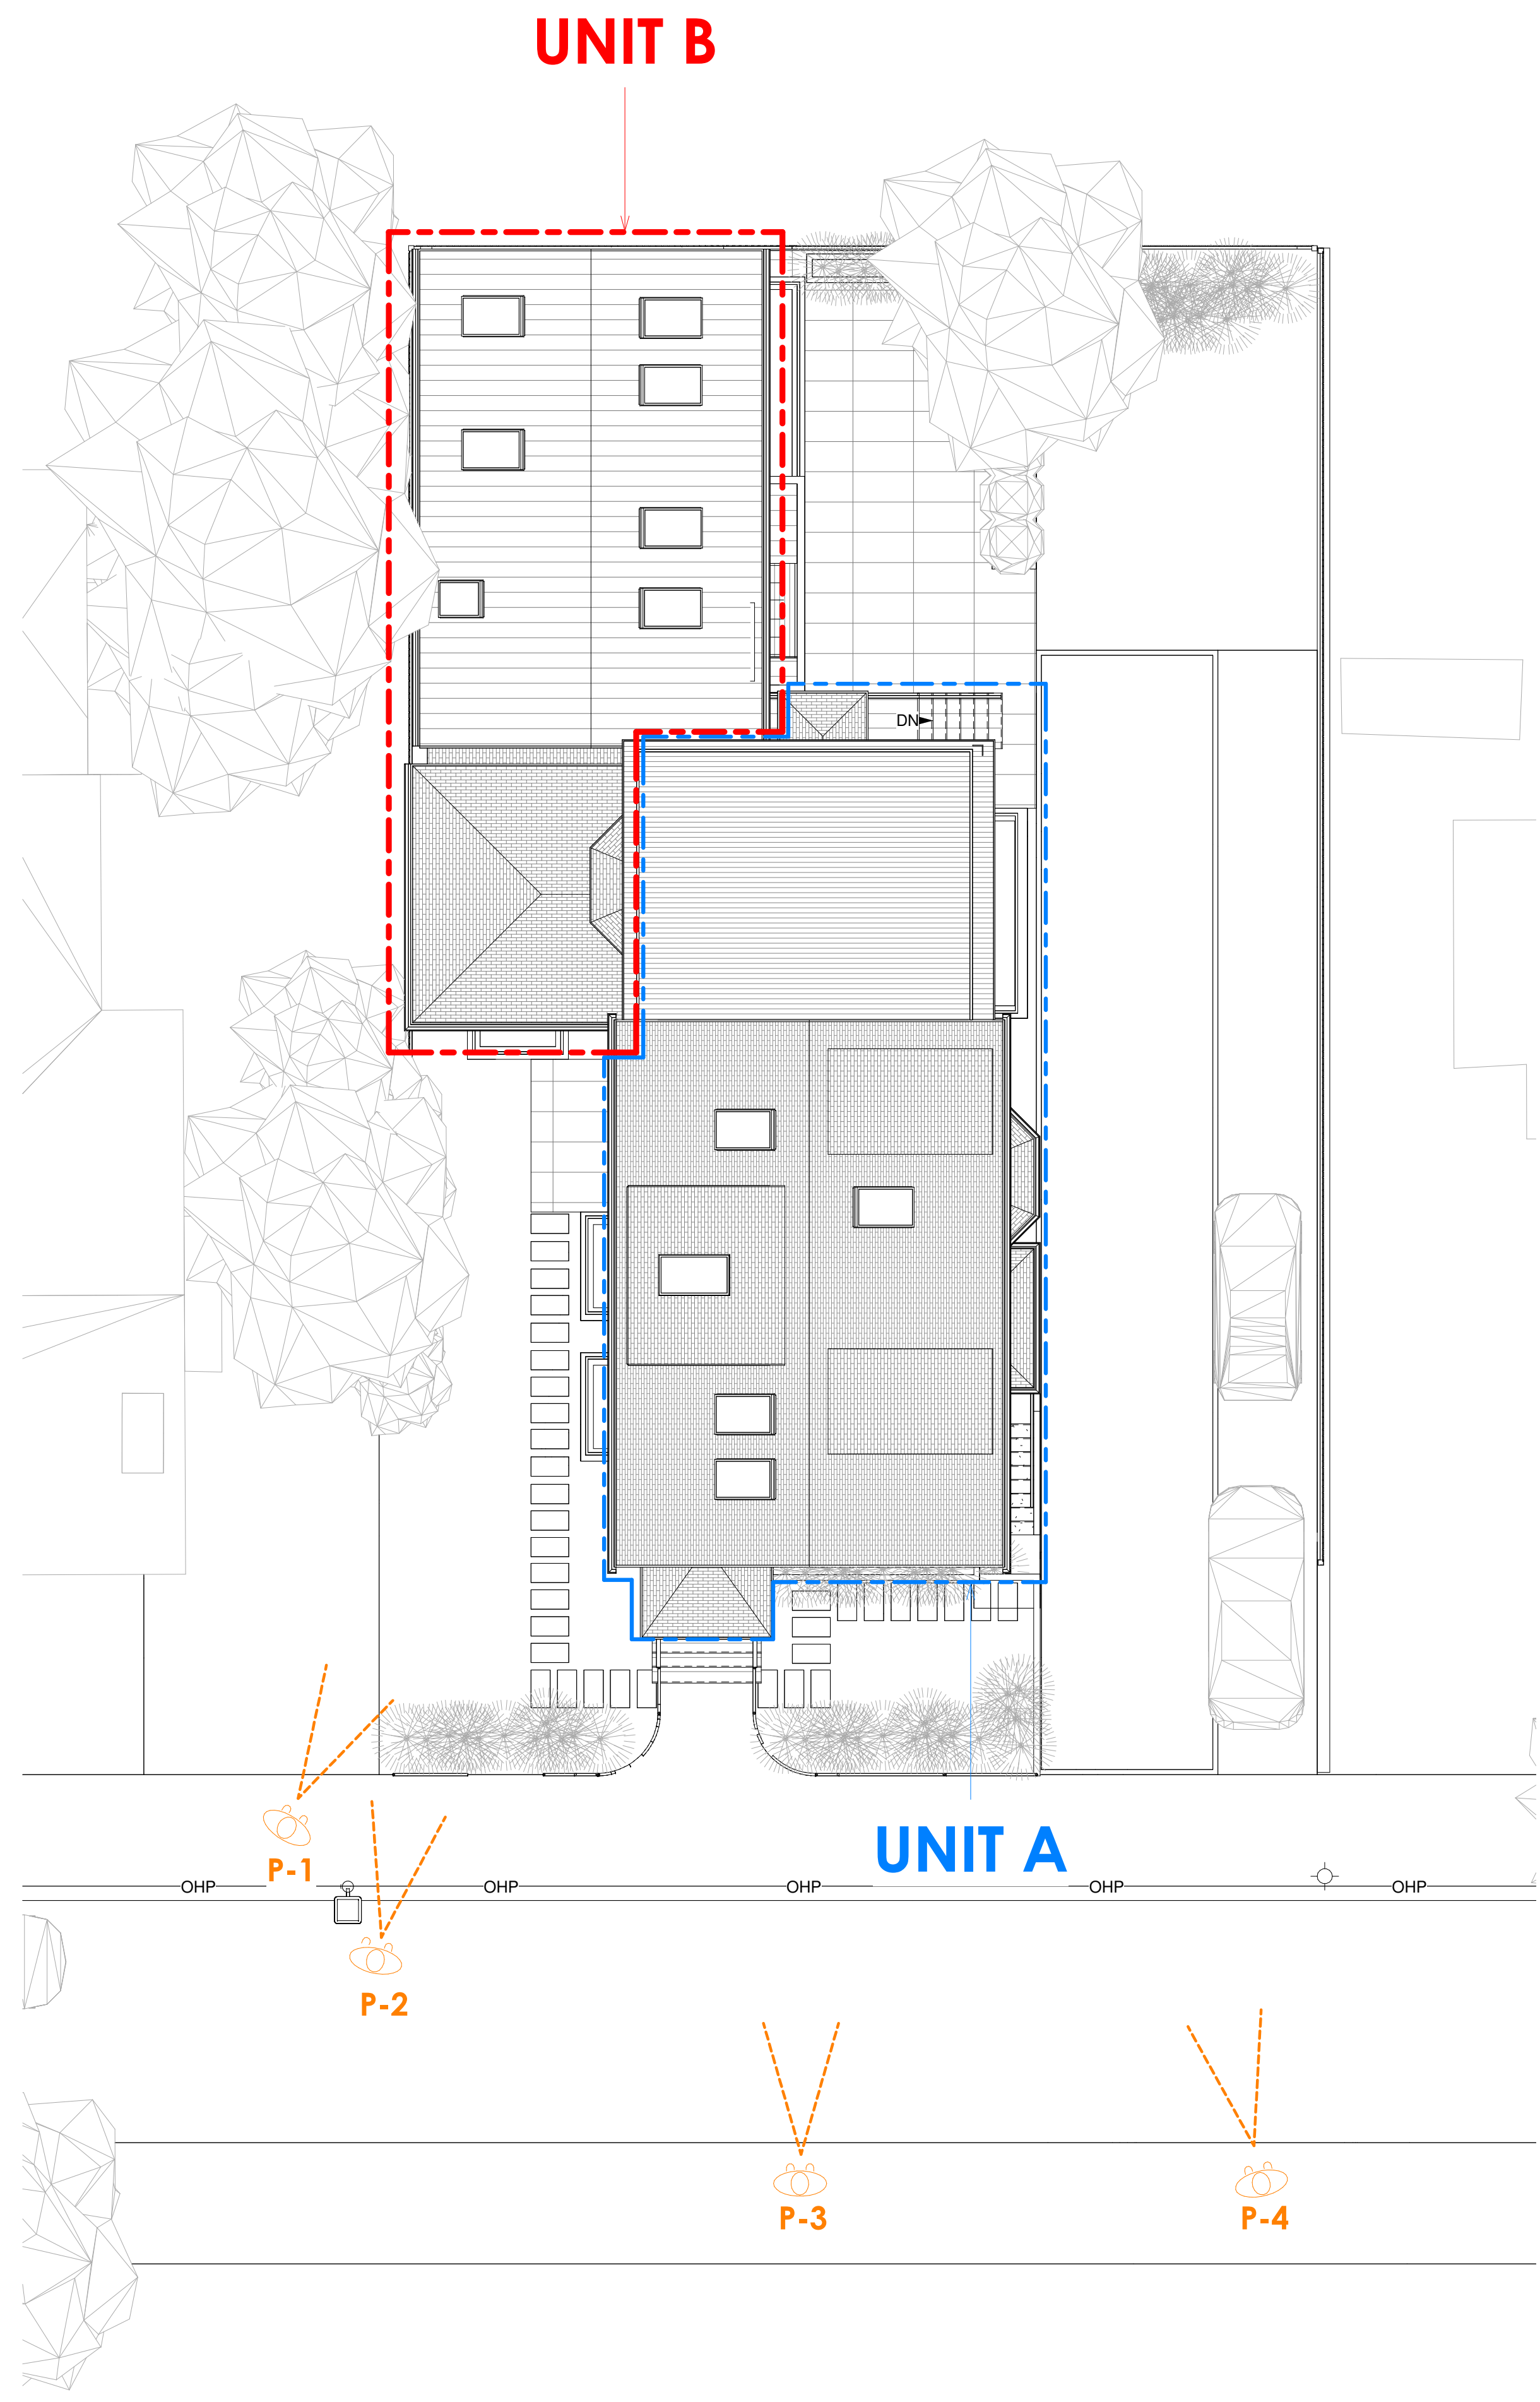 UNIT B
DN
UNIT A
P-1
OHP OHP OHP OHP OHP
P-2
P-3 P-4